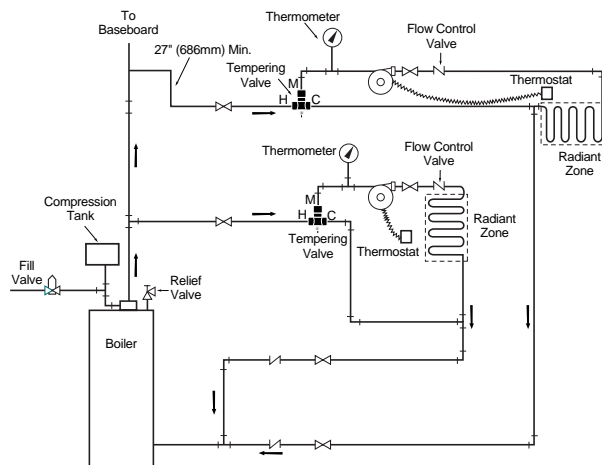 To
Baseboard
27" (686mm) Min.
Thermometer
Flow Control
Valve
Tempering
Valve
M
H
C
Thermostat
Radiant
Zone
Thermometer
Flow Control
Valve
M
H
C
Tempering
Valve
Thermostat
Radiant
Zone
Compression
Tank
Fill
Valve
Relief
Valve
Boiler